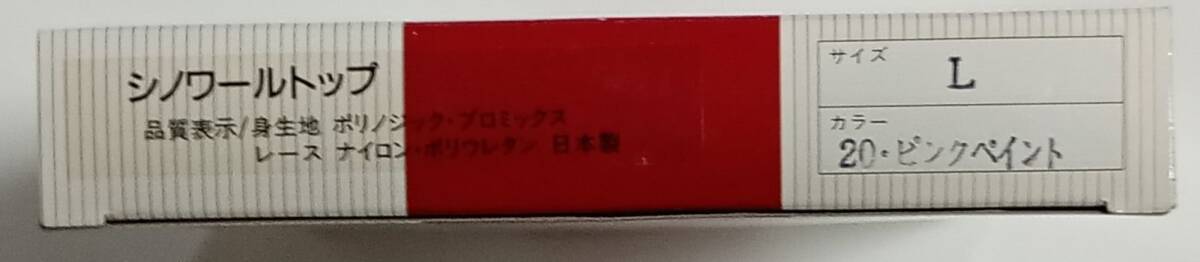 シノワールトップ
品質表示/身生地 ポリノジック・プロミックス
レース ナイロン・ポリウレタン 日本製
サイズ
L
カラー
20・ピンクペイント